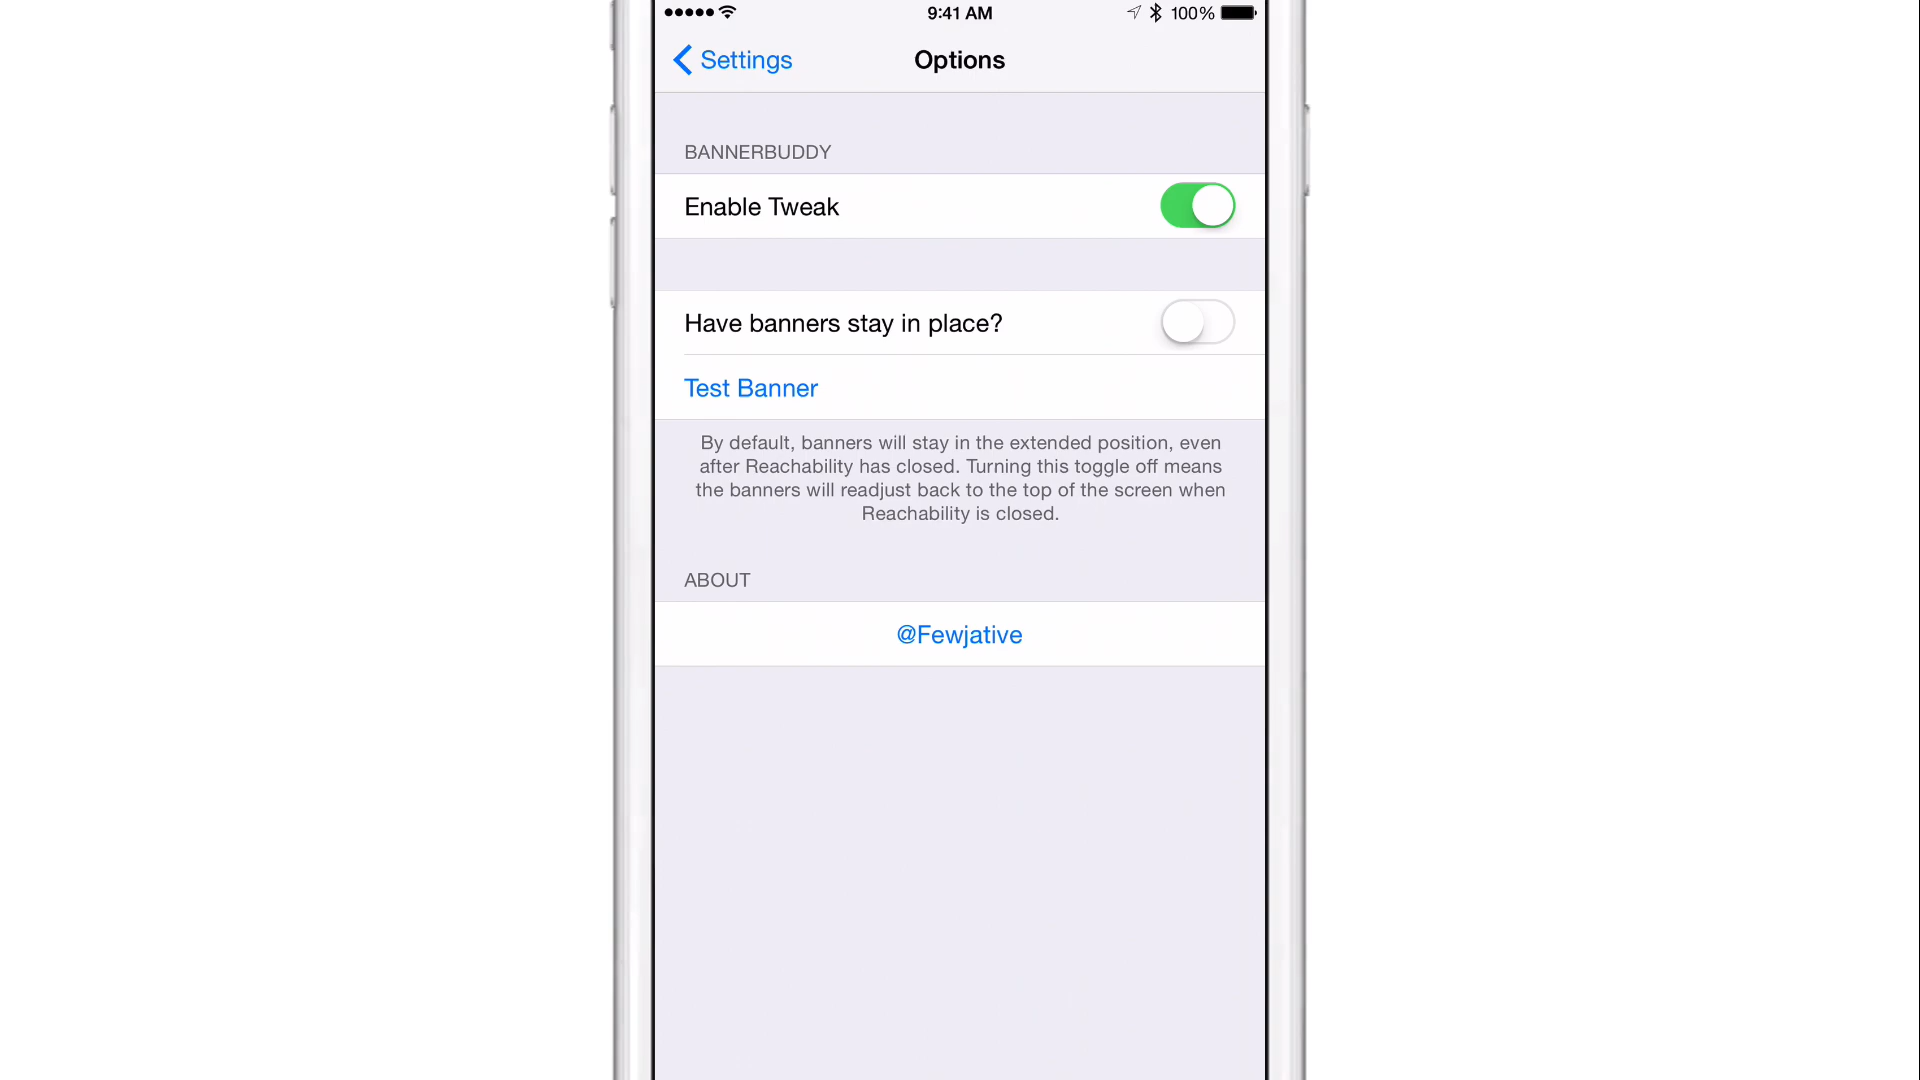 9:41 AM
100%
Settings
Options
BANNERBUDDY
Enable Tweak
Have banners stay in place?
Test Banner
By default, banners will stay in the extended position, even
after Reachability has closed. Turning this toggle off means
the banners will readjust back to the top of the screen when
Reachability is closed.
ABOUT
@Fewjative